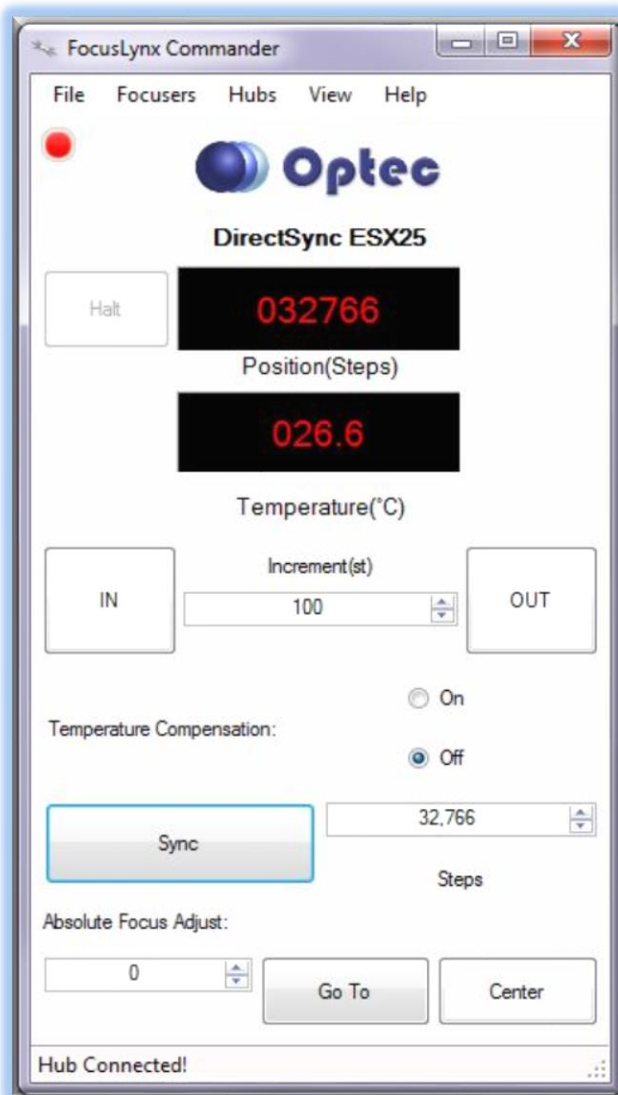 FocusLynx Commander
File Focusers Hubs View Help
Optec
DirectSync ESX25
Halt
032766
Position(Steps)
026.6
Temperature(°C)
IN
Increment(st)
100
OUT
Temperature Compensation:
On
Off
Sync
32,766
Steps
Absolute Focus Adjust:
0
Go To
Center
Hub Connected!